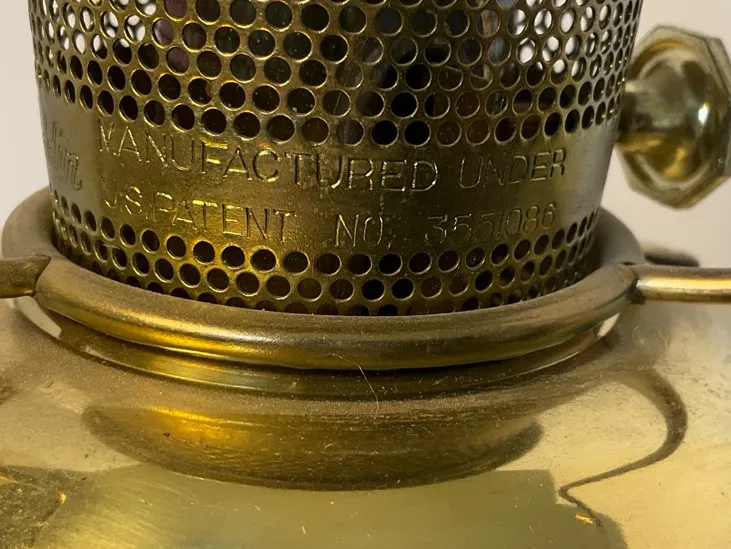 MANUFACTURED UNDER
U.S. PATENT NO. 3551086